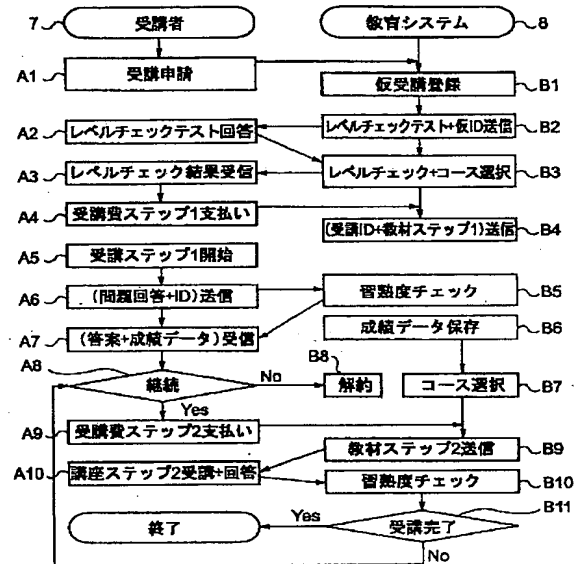 7 受講者 教育システム 8
A1 受講申請
仮受講登録 B1
A2 レベルチェックテスト回答 レベルチェックテスト+仮ID送信 B2
A3 レベルチェック結果受信 レベルチェック+コース選択 B3
A4 受講費ステップ1支払い (受講ID+教材ステップ1)送信 B4
A5 受講ステップ1開始
A6 (問題回答+ID)送信 習熟度チェック B5
A7 (答案+成績データ)受信 成績データ保存 B6
A8 継続 No B8 解約 コース選択 B7
Yes
A9 受講費ステップ2支払い
教材ステップ2送信 B9
A10 講座ステップ2受講+回答 習熟度チェック B10
終了 Yes 受講完了 B11
No